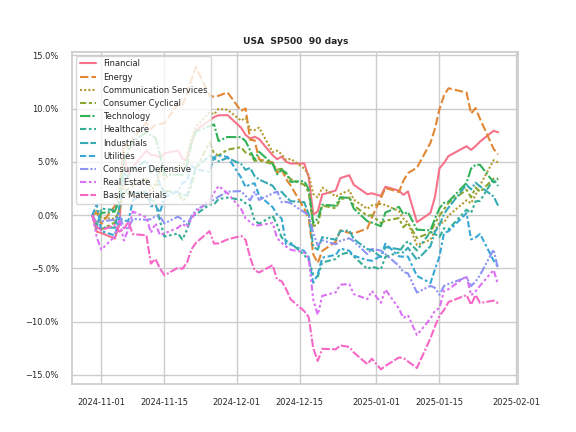 USA SP500 90 days
15.0%
10.0%
5.0%
0.0%
−5.0%
−10.0%
−15.0%
Financial
Energy
Communication Services
Consumer Cyclical
Technology
Healthcare
Industrials
Utilities
Consumer Defensive
Real Estate
Basic Materials
2024-11-01
2024-11-15
2024-12-01
2024-12-15
2025-01-01
2025-01-15
2025-02-01